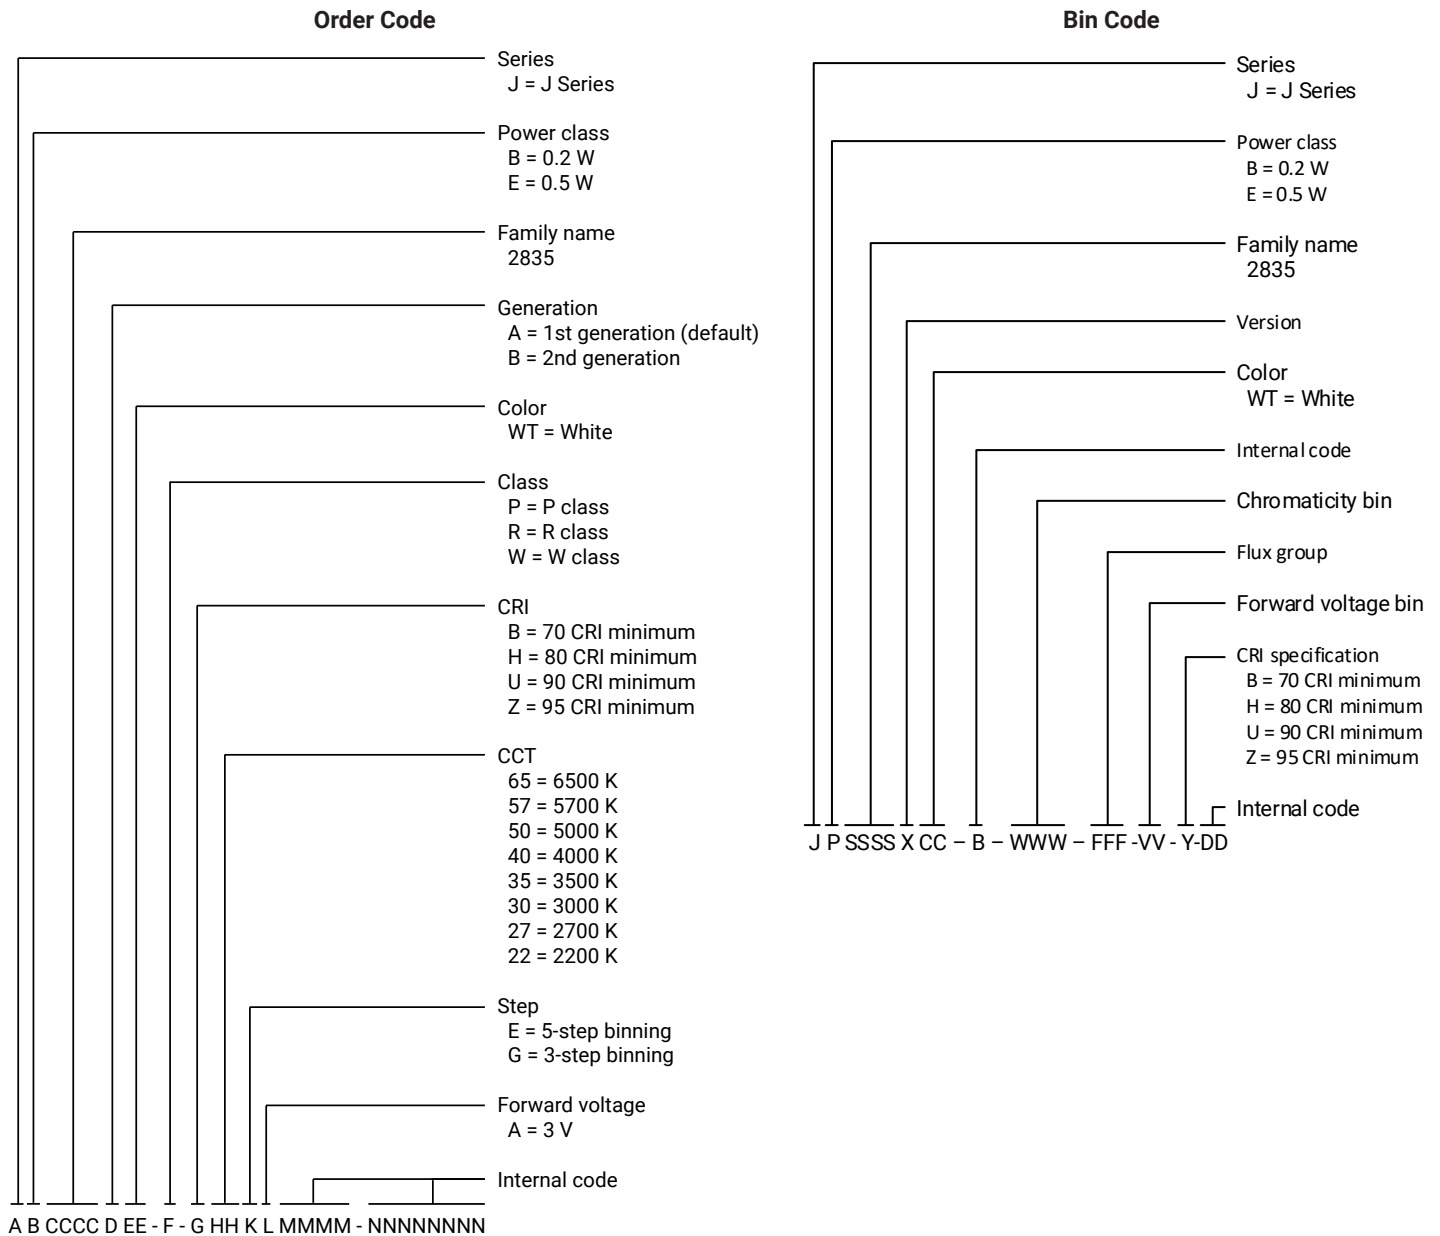 Order Code
Series
J = J Series
Power class
B = 0.2 W
E = 0.5 W
Family name
2835
Generation
A = 1st generation (default)
B = 2nd generation
Color
WT = White
Class
P = P class
R = R class
W = W class
CRI
B = 70 CRI minimum
H = 80 CRI minimum
U = 90 CRI minimum
Z = 95 CRI minimum
CCT
65 = 6500 K
57 = 5700 K
50 = 5000 K
40 = 4000 K
35 = 3500 K
30 = 3000 K
27 = 2700 K
22 = 2200 K
Step
E = 5-step binning
G = 3-step binning
Forward voltage
A = 3 V
Internal code
A B CCCC D EE - F - G HH K L MMMM - NNNNNNNN
Bin Code
Series
J = J Series
Power class
B = 0.2 W
E = 0.5 W
Family name
2835
Version
Color
WT = White
Internal code
Chromaticity bin
Flux group
Forward voltage bin
CRI specification
B = 70 CRI minimum
H = 80 CRI minimum
U = 90 CRI minimum
Z = 95 CRI minimum
Internal code
J P SSSS X CC – B – WWW – FFF -VV - Y-DD